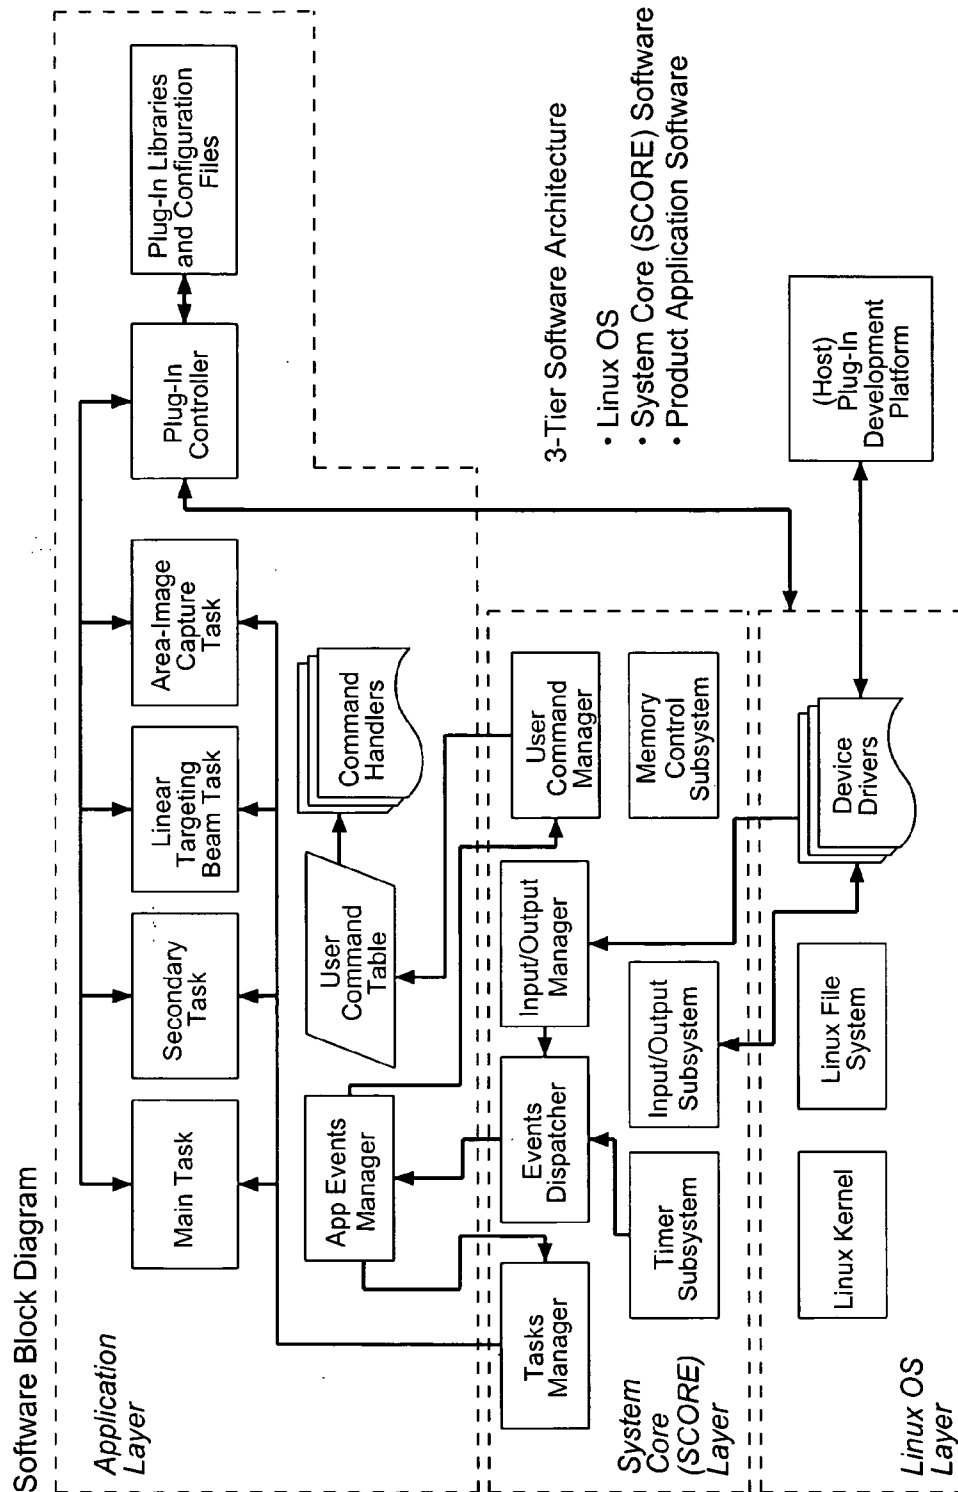 Software Block Diagram
Application
Layer
Main Task
Secondary
Task
Linear
Targeting
Beam Task
Area-Image
Capture
Task
Plug-In
Controller
Plug-In Libraries
and Configuration
Files
App Events
Manager
User
Command
Table
Command
Handlers
System
Core
(SCORE)
Layer
Tasks
Manager
Events
Dispatcher
Input/Output
Manager
User
Command
Manager
Timer
Subsystem
Input/Output
Subsystem
Memory
Control
Subsystem
3-Tier Software Architecture
• Linux OS
• System Core (SCORE) Software
• Product Application Software
Linux OS
Layer
Linux Kernel
Linux File
System
Device
Drivers
(Host)
Plug-In
Development
Platform